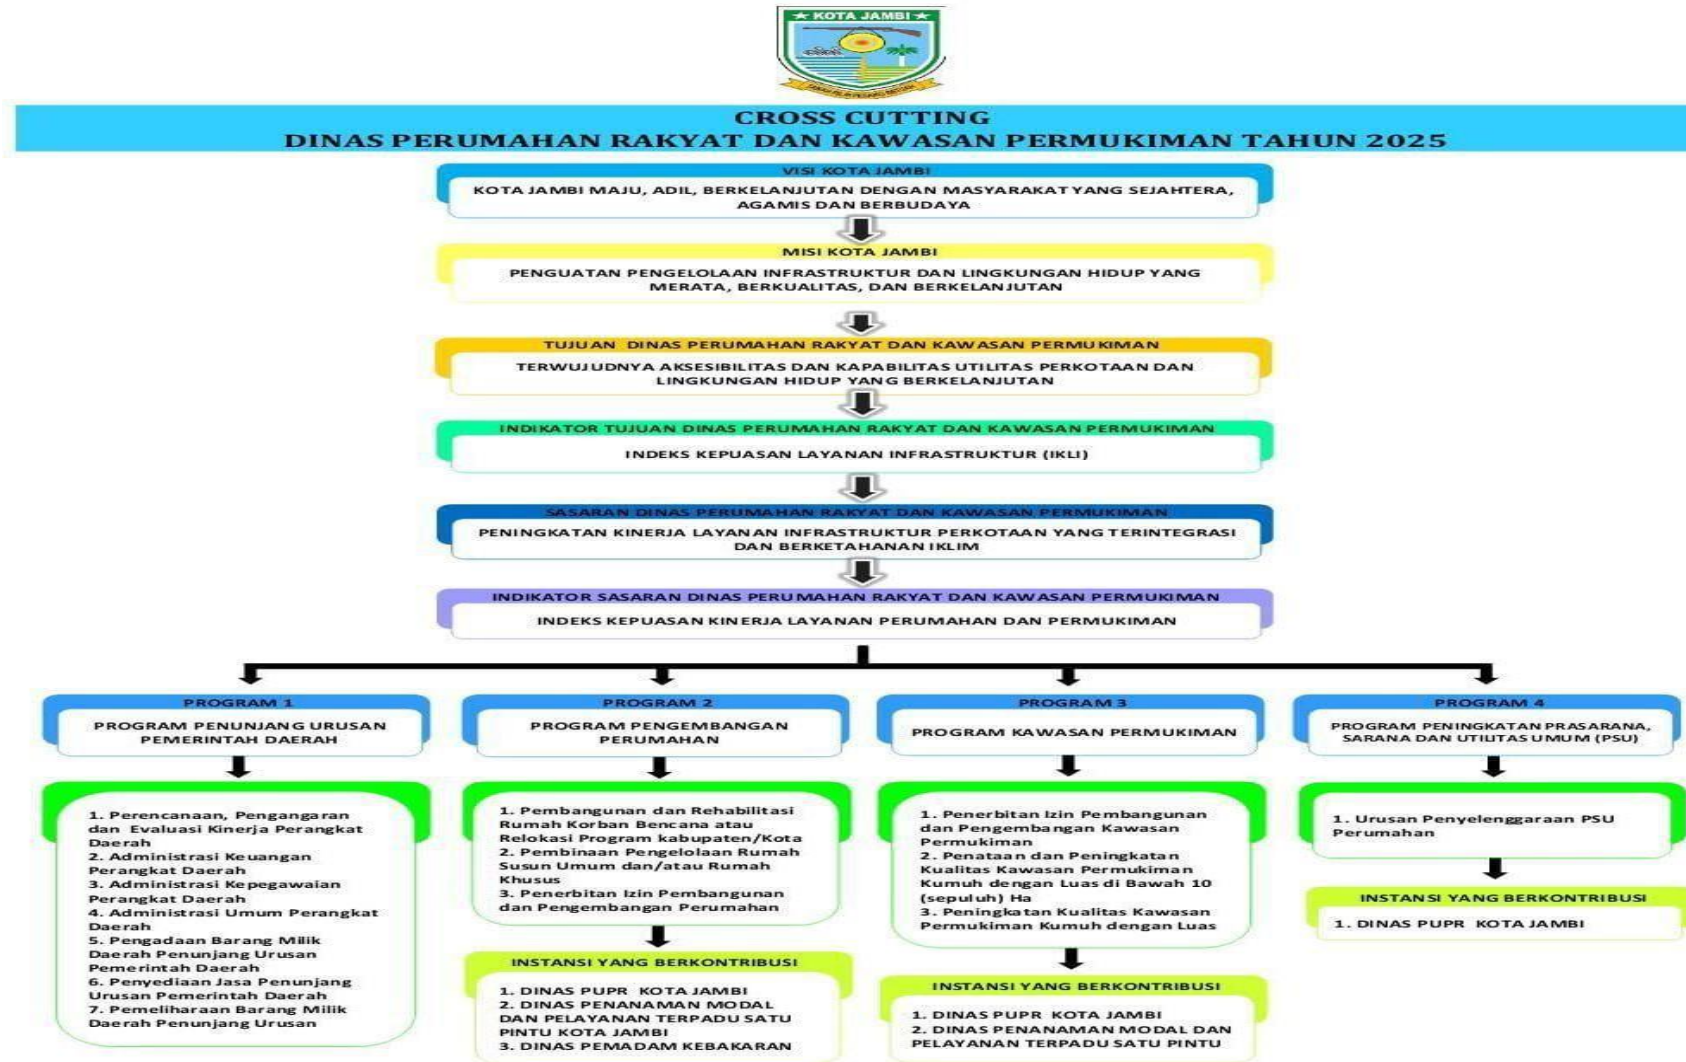 KOTA JAMBI
CROSS CUTTING
DINAS PERUMAHAN RAKYAT DAN KAWASAN PERMUKIMAN TAHUN 2025
VISI KOTA JAMBI
KOTA JAMBI MAJU, ADIL, BERKELANJUTAN DENGAN MASYARAKAT YANG SEJAHTERA,
AGAMIS DAN BERBUDAYA
MISI KOTA JAMBI
PENGUATAN PENGELOLAAN INFRASTRUKTUR DAN LINGKUNGAN HIDUP YANG
MERATA, BERKUALITAS, DAN BERKELANJUTAN
TUJUAN DINAS PERUMAHAN RAKYAT DAN KAWASAN PERMUKIMAN
TERWUJUDNYA AKSESIBILITAS DAN KAPABILITAS UTILITAS PERKOTAAN DAN
LINGKUNGAN HIDUP YANG BERKELANJUTAN
INDIKATOR TUJUAN DINAS PERUMAHAN RAKYAT DAN KAWASAN PERMUKIMAN
INDEKS KEPUASAN LAYANAN INFRASTRUKTUR (IKLI)
SASARAN DINAS PERUMAHAN RAKYAT DAN KAWASAN PERMUKIMAN
PENINGKATAN KINERJA LAYANAN INFRASTRUKTUR PERKOTAAN YANG TERINTEGRASI
DAN BERKETAHANAN IKLIM
INDIKATOR SASARAN DINAS PERUMAHAN RAKYAT DAN KAWASAN PERMUKIMAN
INDEKS KEPUASAN KINERJA LAYANAN PERUMAHAN DAN PERMUKIMAN
PROGRAM 1
PROGRAM PENUNJANG URUSAN
PEMERINTAH DAERAH
1. Perencanaan, Pengangaran
dan Evaluasi Kinerja Perangkat
Daerah
2. Administrasi Keuangan
Perangkat Daerah
3. Administrasi Kepegawaian
Perangkat Daerah
4. Administrasi Umum Perangkat
Daerah
5. Pengadaan Barang Milik
Daerah Penunjang Urusan
Pemerintah Daerah
6. Penyediaan Jasa Penunjang
Urusan Pemerintah Daerah
7. Pemeliharaan Barang Milik
Daerah Penunjang Urusan
PROGRAM 2
PROGRAM PENGEMBANGAN
PERUMAHAN
1. Pembangunan dan Rehabilitasi
Rumah Korban Bencana atau
Relokasi Program kabupaten/Kota
2. Pembinaan Pengelolaan Rumah
Susun Umum dan/atau Rumah
Khusus
3. Penerbitan Izin Pembangunan
dan Pengembangan Perumahan
INSTANSI YANG BERKONTRIBUSI
1. DINAS PUPR KOTA JAMBI
2. DINAS PENANAMAN MODAL
DAN PELAYANAN TERPADU SATU
PINTU KOTA JAMBI
3. DINAS PEMADAM KEBAKARAN
PROGRAM 3
PROGRAM KAWASAN PERMUKIMAN
1. Penerbitan Izin Pembangunan
dan Pengembangan Kawasan
Permukiman
2. Penataan dan Peningkatan
Kualitas Kawasan Permukiman
Kumuh dengan Luas di Bawah 10
(sepuluh) Ha
3. Peningkatan Kualitas Kawasan
Permukiman Kumuh dengan Luas
INSTANSI YANG BERKONTRIBUSI
1. DINAS PUPR KOTA JAMBI
2. DINAS PENANAMAN MODAL DAN
PELAYANAN TERPADU SATU PINTU
PROGRAM 4
PROGRAM PENINGKATAN PRASARANA,
SARANA DAN UTILITAS UMUM (PSU)
1. Urusan Penyelenggaraan PSU
Perumahan
INSTANSI YANG BERKONTRIBUSI
1. DINAS PUPR KOTA JAMBI